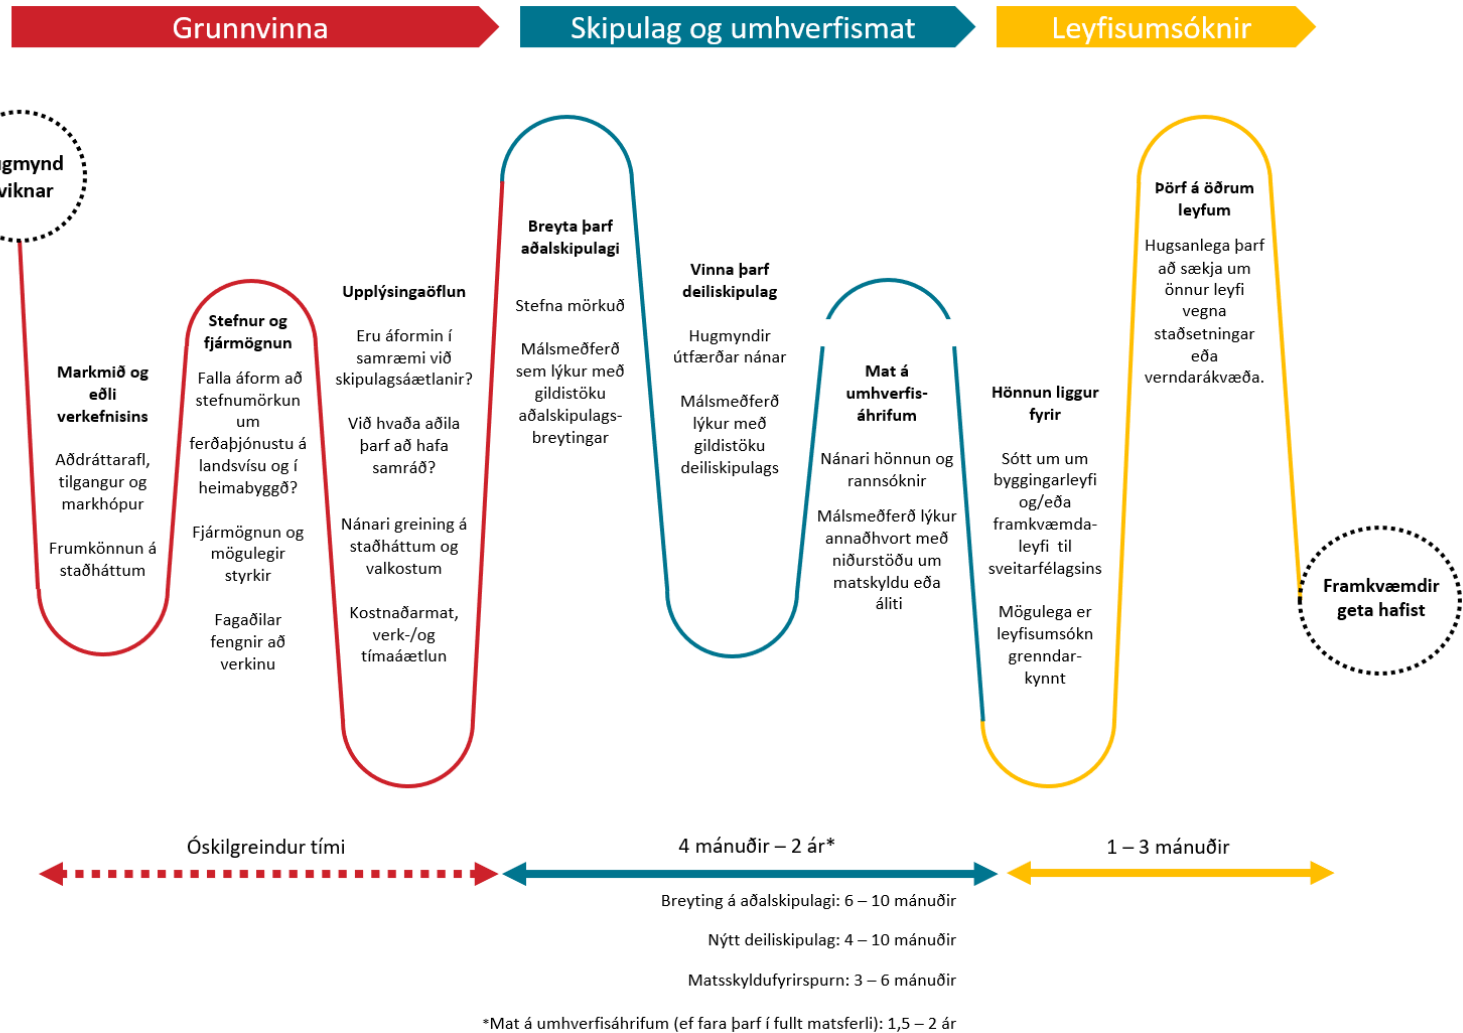 Grunnvinna
Skipulag og umhverfismat
Leyfisumsóknir
Markmið og
eðli
verkefnisins
Aðdráttarafl,
tilgangur og
markhópur
Frumkönnun á
staðháttum
Stefnur og
fjármögnun
Falla áform að
stefnumörkun
um
ferðaþjónustu á
landsvísu og í
heimabyggð?
Fjármögnun og
mögulegir
styrkir
Fagaðilar
fengnir að
verkinu
Upplýsingaöflun
Eru áformin í
samræmi við
skipulagsáætlanir?
Við hvaða aðila
þarf að hafa
samráð?
Nánari greining á
staðháttum og
valkostum
Kostnaðarmat,
verk-/og
tímaáætlun
Breyta þarf
aðalskipulagi
Stefna mörkuð
Málsmeðferð
sem lýkur með
gildistöku
aðalskipulags-
breytingar
Vinna þarf
deiliskipulag
Hugmyndir
útfærðar nánar
Málsmeðferð
lýkur með
gildistöku
deiliskipulags
Mat á
umhverfis-
áhrifum
Nánari hönnun og
rannsóknir
Málsmeðferð lýkur
annaðhvort með
niðurstöðu um
matskyldu eða
áliti
Hönnun liggur
fyrir
Sótt um um
byggingarleyfi
og/eða
framkvæmda-
leyfi til
sveitarfélagsins
Mögulega er
leyfisumsókn
grenndar-
kynnt
Þörf á öðrum
leyfum
Hugsanlega þarf
að sækja um
önnur leyfi
vegna
staðsetningar
eða
verndarákvæða.
Framkvæmdir
geta hafist
Óskilgreindur tími
4 mánuðir – 2 ár*
1 – 3 mánuðir
Breyting á aðalskipulagi: 6 – 10 mánuðir
Nýtt deiliskipulag: 4 – 10 mánuðir
Matsskyldufyrirspurn: 3 – 6 mánuðir
*Mat á umhverfisáhrifum (ef fara þarf í fullt matsferli): 1,5 – 2 ár